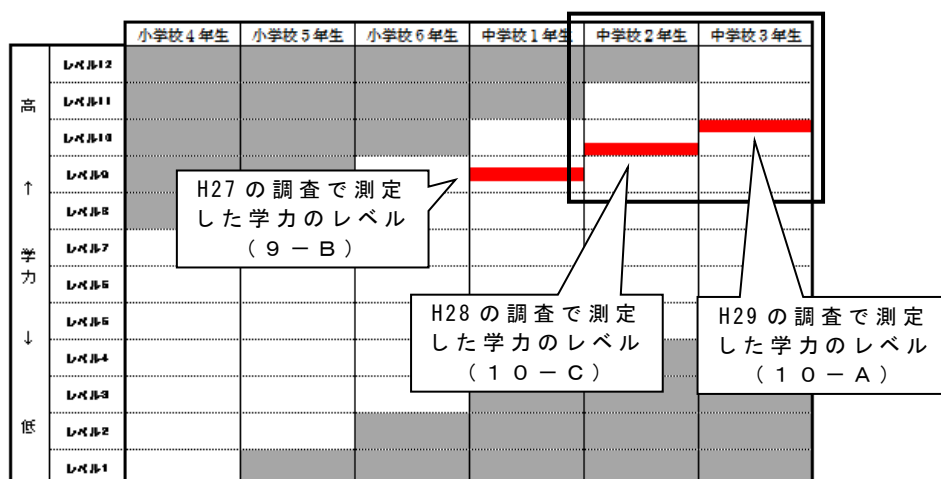 小学校4年生 小学校5年生 小学校6年生 中学校1年生 中学校2年生 中学校3年生
高
↑
学
力
↓
低
レベル12
レベル11
レベル10
レベル9
レベル8
レベル7
レベル6
レベル5
レベル4
レベル3
レベル2
レベル1
H27の調査で測定
した学力のレベル
(9-B)
H28の調査で測定
した学力のレベル
(10-C)
H29の調査で測定
した学力のレベル
(10-A)